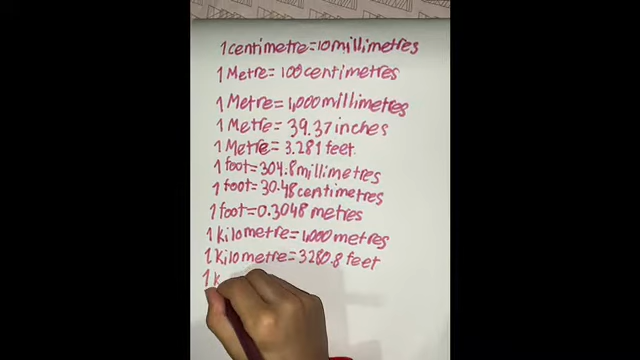 1 centimetre=10 millimetres
1 Metre= 100 centimetres
1 Metre= 1,000 millimetres
1 Metre= 39.37 inches
1 Metre= 3.281 feet
1 foot= 304.8 millimetres
1 foot= 30.48 centimetres
1 foot=0.3048 metres
1 kilometre=1,000 metres
1 kilometre=3280.8 feet
1 k